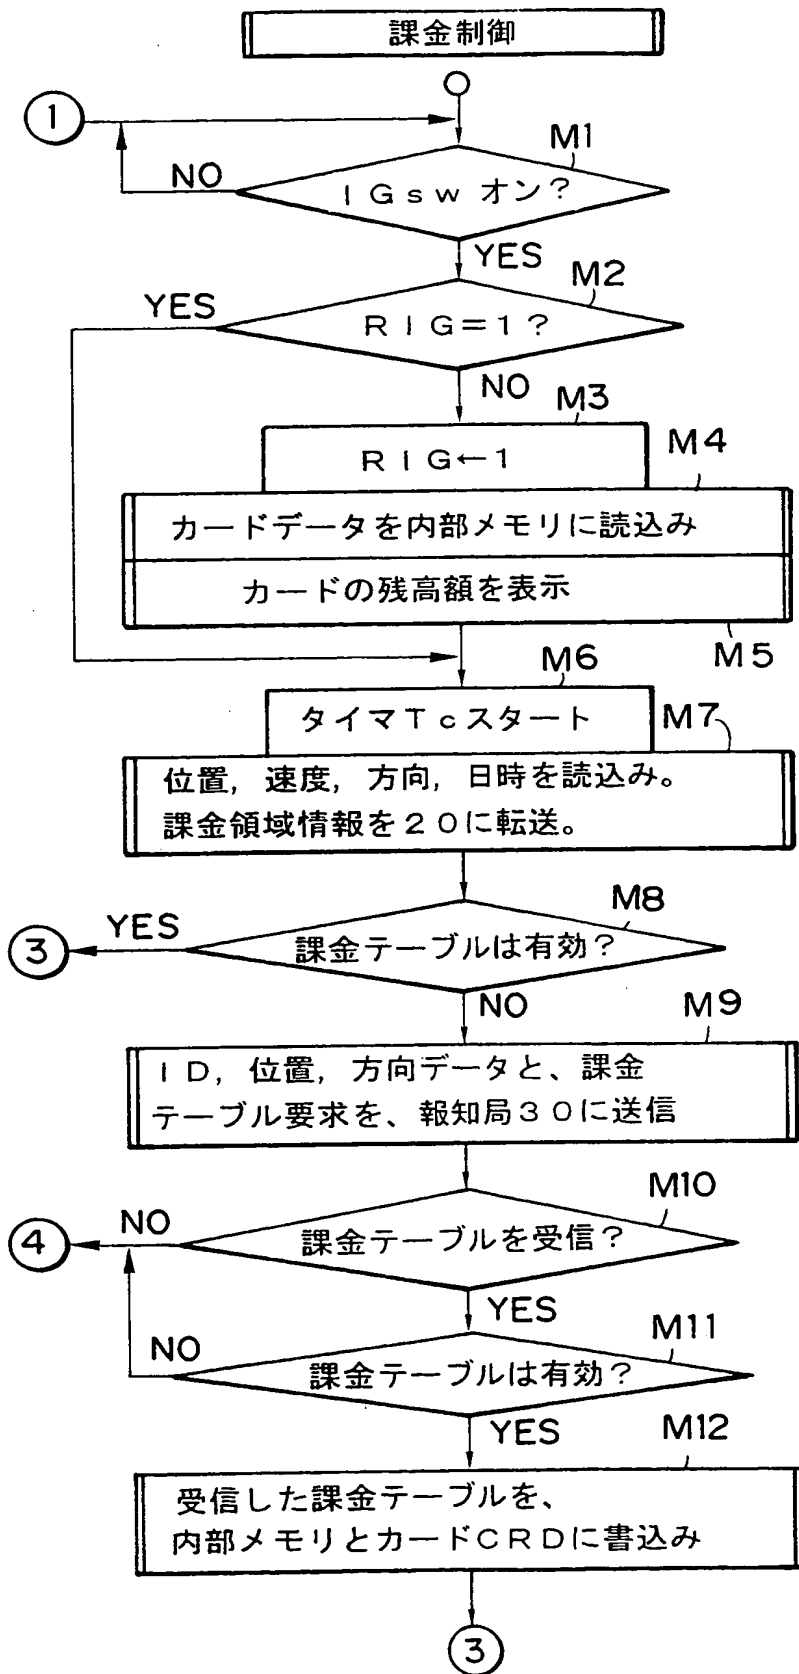 課金制御
1
M1
NO
IGsw オン?
YES
M2
YES
RIG=1?
NO
M3
RIG←1
M4
カードデータを内部メモリに読込み
カードの残高額を表示
M5
M6
タイマTcスタート
M7
位置, 速度, 方向, 日時を読込み。
課金領域情報を20に転送。
M8
3
YES
課金テーブルは有効?
NO
M9
ID, 位置, 方向データと、課金
テーブル要求を、報知局30に送信
M10
4
NO
課金テーブルを受信?
YES
M11
NO
課金テーブルは有効?
YES
M12
受信した課金テーブルを、
内部メモリとカードCRDに書込み
3